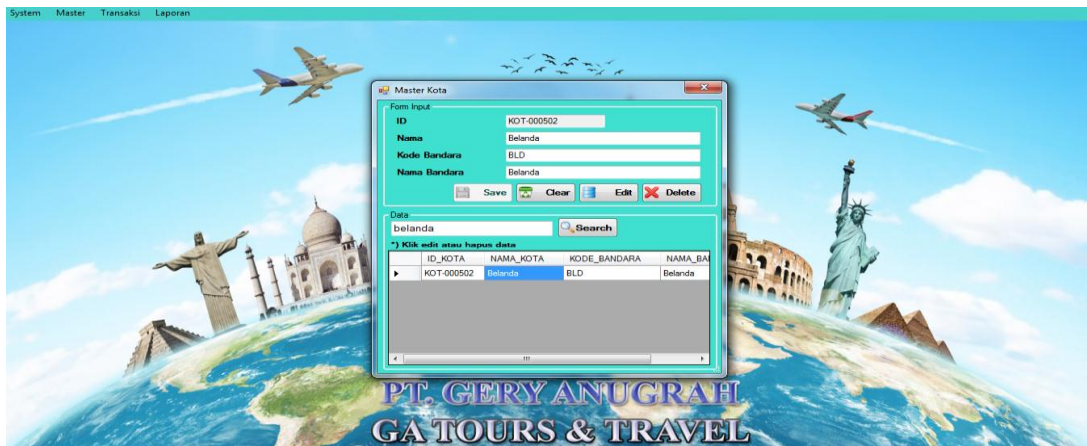 System Master Transaksi Laporan
Master Kota
Form Input
ID KOT-000502
Nama Belanda
Kode Bandara BLD
Nama Bandara Belanda
Save Clear Edit Delete
Data
belanda Search
*) Klik edit atau hapus data
ID_KOTA NAMA_KOTA KODE_BANDARA NAMA_BAI
KOT-000502 Belanda BLD Belanda
PT. GERY ANUGRAH
GA TOURS & TRAVEL